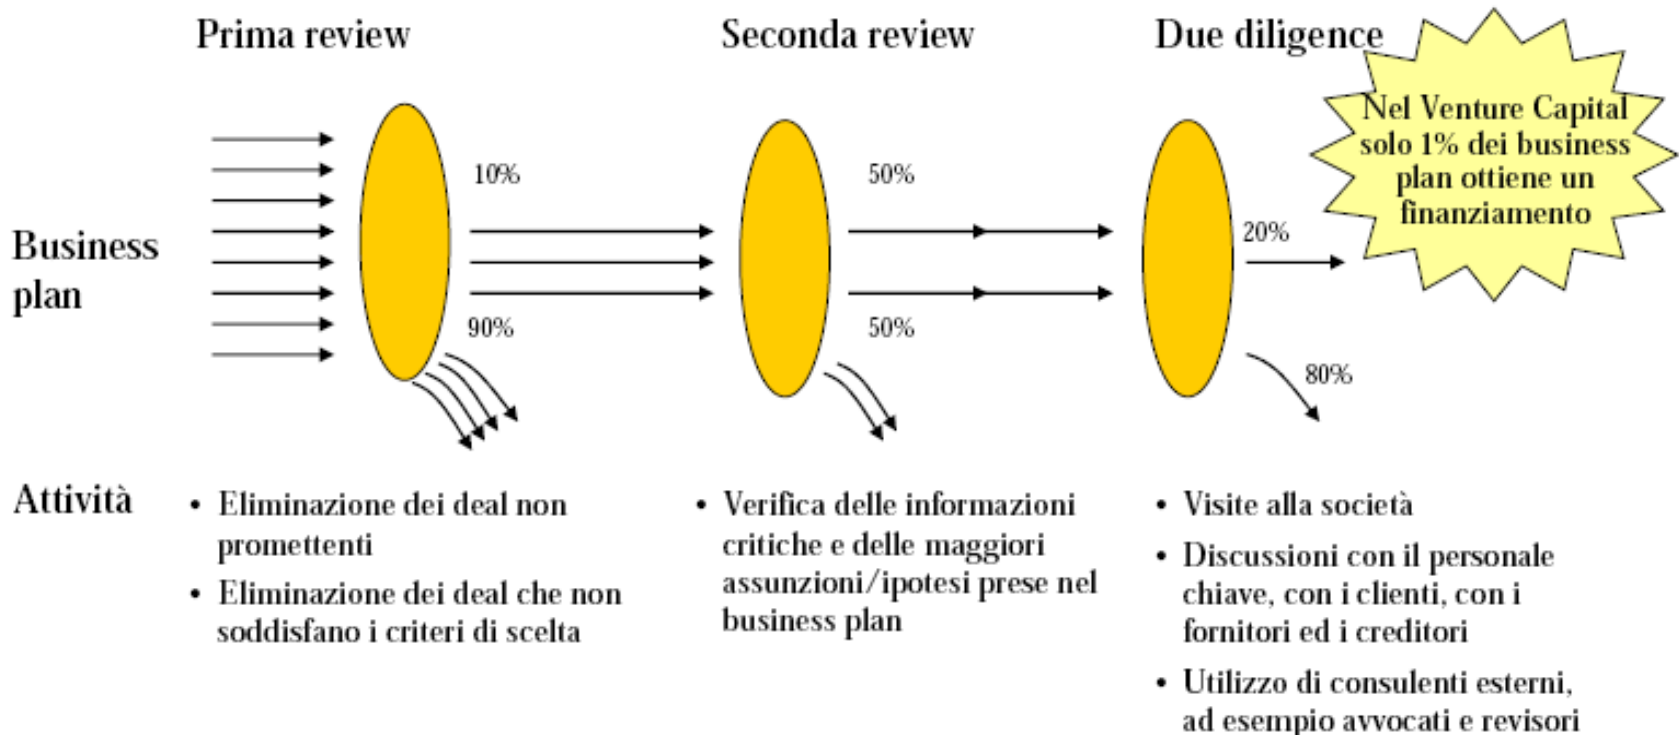 Prima review
Seconda review
Due diligence
Nel Venture Capital
solo 1% dei business
plan ottiene un
finanziamento
10%
50%
20%
Business
plan
90%
50%
80%
Attività
• Eliminazione dei deal non
promettenti
• Eliminazione dei deal che non
soddisfano i criteri di scelta
• Verifica delle informazioni
critiche e delle maggiori
assunzioni/ipotesi prese nel
business plan
• Visite alla società
• Discussioni con il personale
chiave, con i clienti, con i
fornitori ed i creditori
• Utilizzo di consulenti esterni,
ad esempio avvocati e revisori